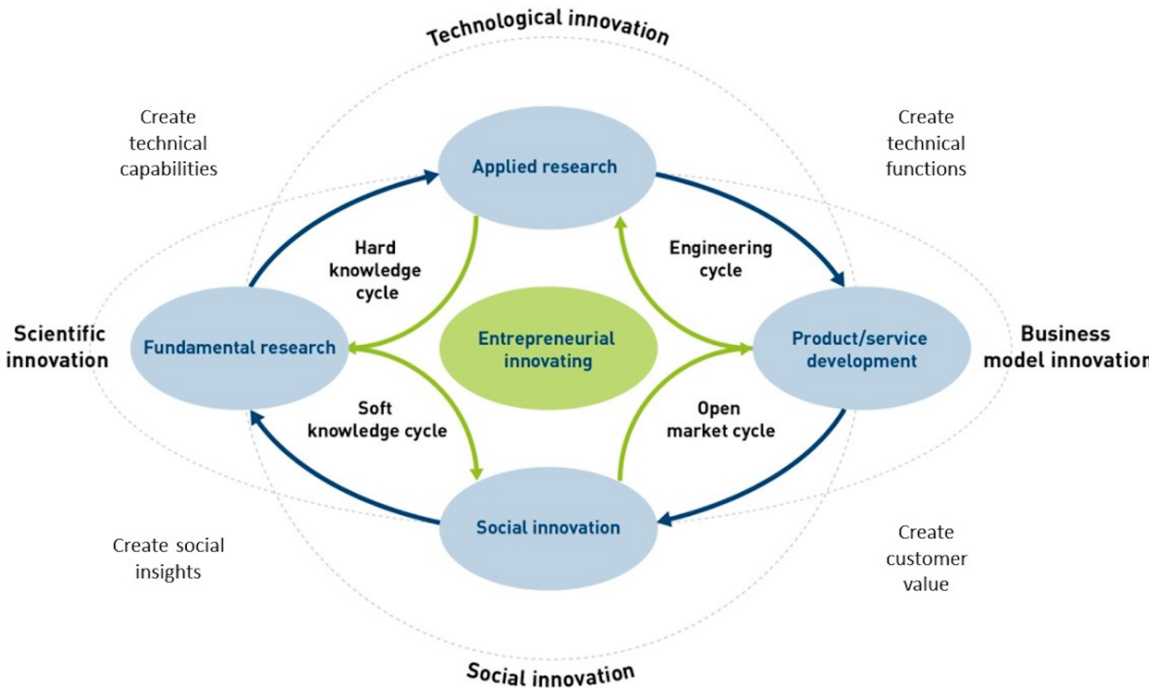 Technological innovation
Create
technical
capabilities
Create
technical
functions
Applied research
Hard
knowledge
cycle
Engineering
cycle
Scientific
innovation
Fundamental research
Entrepreneurial
innovating
Product/service
development
Business
model innovation
Soft
knowledge cycle
Open
market cycle
Social innovation
Create social
insights
Create
customer
value
Social innovation